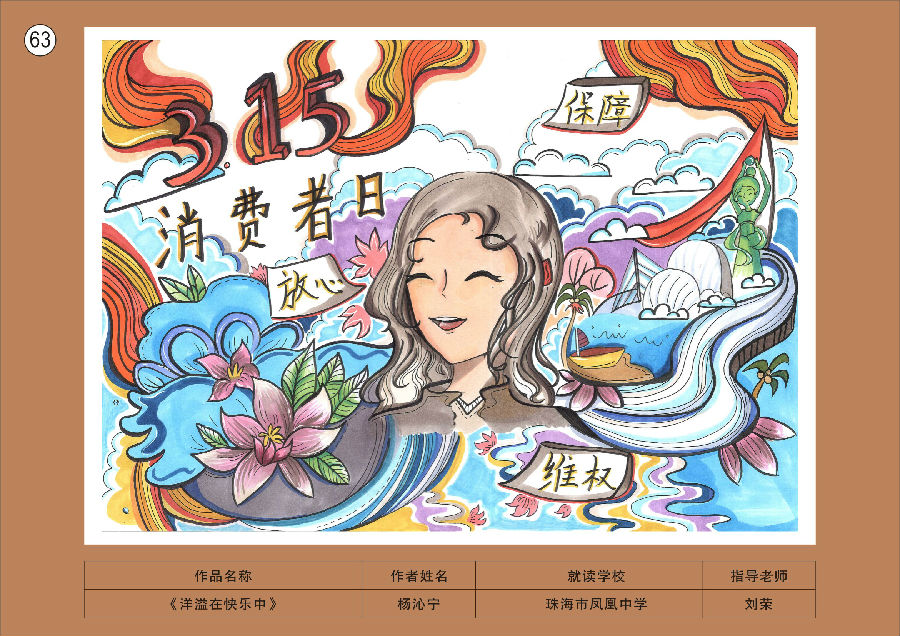 63
3.15
消费者日
保障
放心
维权
作品名称 作者姓名 就读学校 指导老师
《洋溢在快乐中》 杨沁宁 珠海市凤凰中学 刘荣